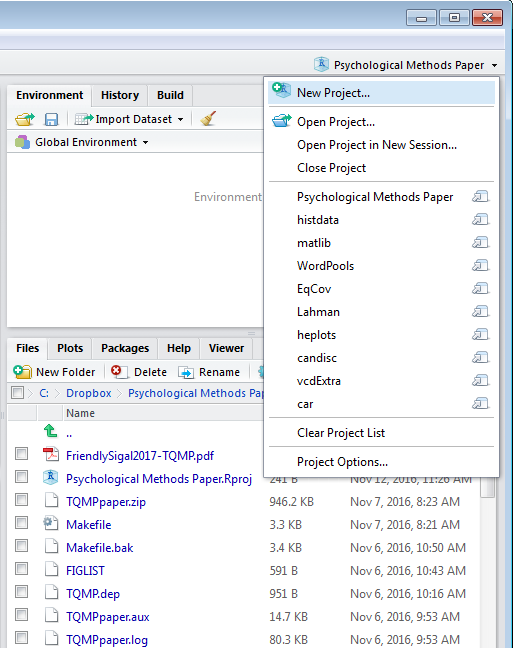 Psychological Methods Paper
Environment History Build
Import Dataset
Global Environment
Environment
New Project...
Open Project...
Open Project in New Session...
Close Project
Psychological Methods Paper
histdata
matlib
WordPools
EqCov
Lahman
heplots
candisc
vcdExtra
car
Clear Project List
Project Options...
Files Plots Packages Help Viewer
New Folder Delete Rename
C: Dropbox Psychological Methods
Name
..
FriendlySigal2017-TQMP.pdf
Psychological Methods Paper.Rproj 241 B Nov 12, 2016, 11:26 AM
TQMPpaper.zip 946.2 KB Nov 7, 2016, 8:23 AM
Makefile 3.3 KB Nov 7, 2016, 8:21 AM
Makefile.bak 3.4 KB Nov 6, 2016, 10:50 AM
FIGLIST 591 B Nov 6, 2016, 10:43 AM
TQMP.dep 951 B Nov 6, 2016, 10:16 AM
TQMPpaper.aux 14.7 KB Nov 6, 2016, 9:53 AM
TQMPpaper.log 80.3 KB Nov 6, 2016, 9:53 AM